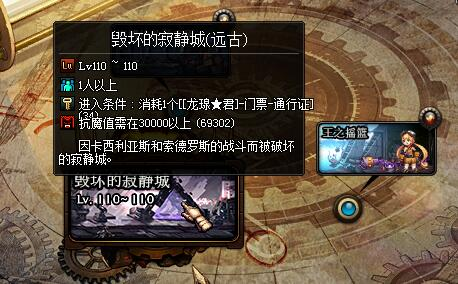 毁坏的寂静城(远古)
Lv110 ~ 110
1人以上
进入条件：消耗1个[[龙琭★君]-门票-通行证]
(34)
抗魔值需在30000以上 (69302)
因卡西利亚斯和索德罗斯的战斗而被破坏
的寂静城。
王之摇篮
毁坏的寂静城
Lv. 110~110